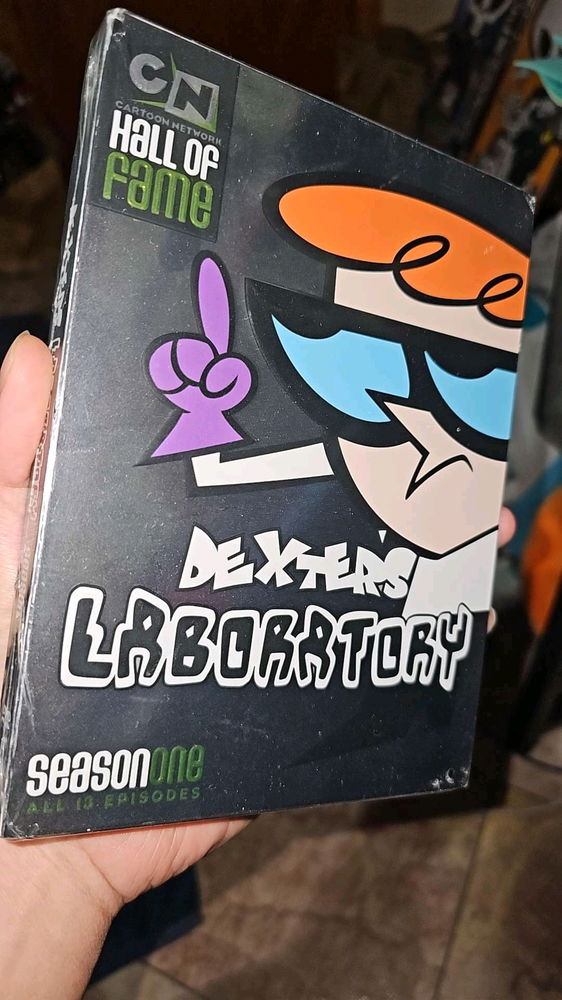 CN
CARTOON NETWORK
HALL OF
FAME
DEXTER'S
LABORATORY
season one
ALL 13 EPISODES